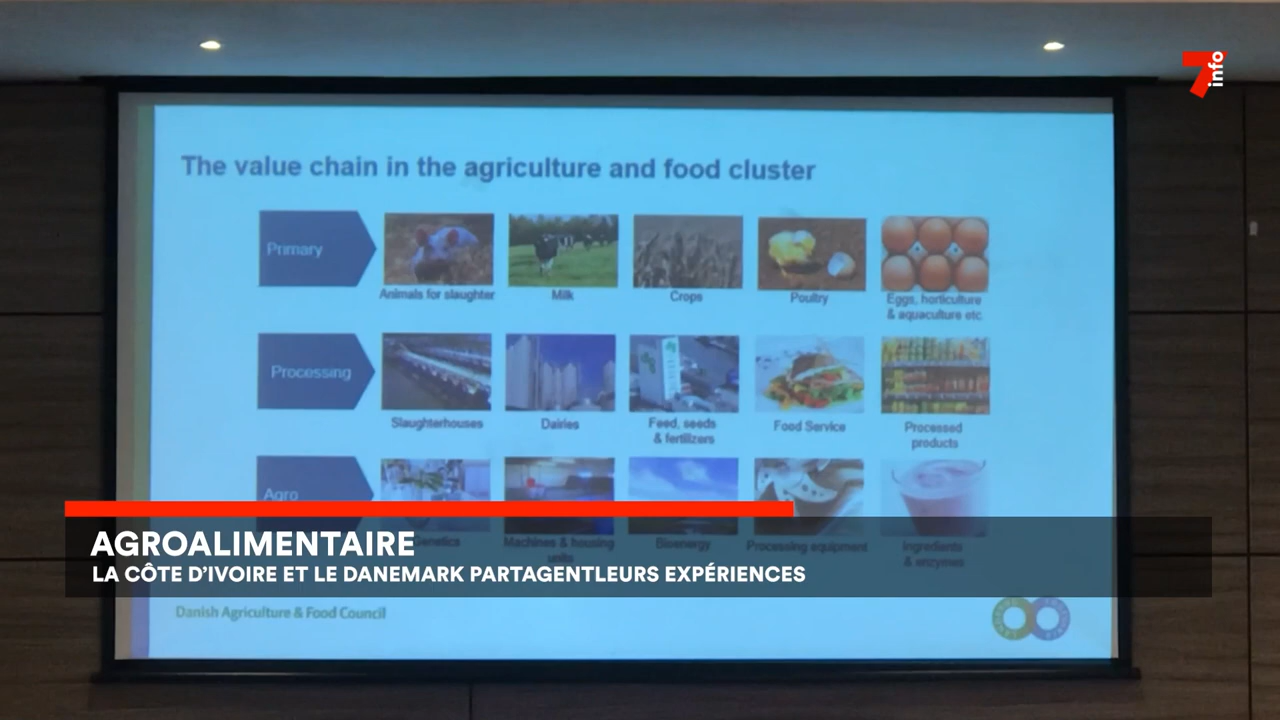 7info
The value chain in the agriculture and food cluster
Primary
Animals for slaughter
Milk
Crops
Poultry
Eggs, horticulture
& aquaculture etc.
Processing
Slaughterhouses
Dairies
Feed, seeds
& fertilizers
Food Service
Processed
products
Agro
Genetics
Machines & housing
units
Bioenergy
Processing equipment
Ingredients
& enzymes
AGROALIMENTAIRE
LA CÔTE D'IVOIRE ET LE DANEMARK PARTAGENTLEURS EXPÉRIENCES
Danish Agriculture & Food Council